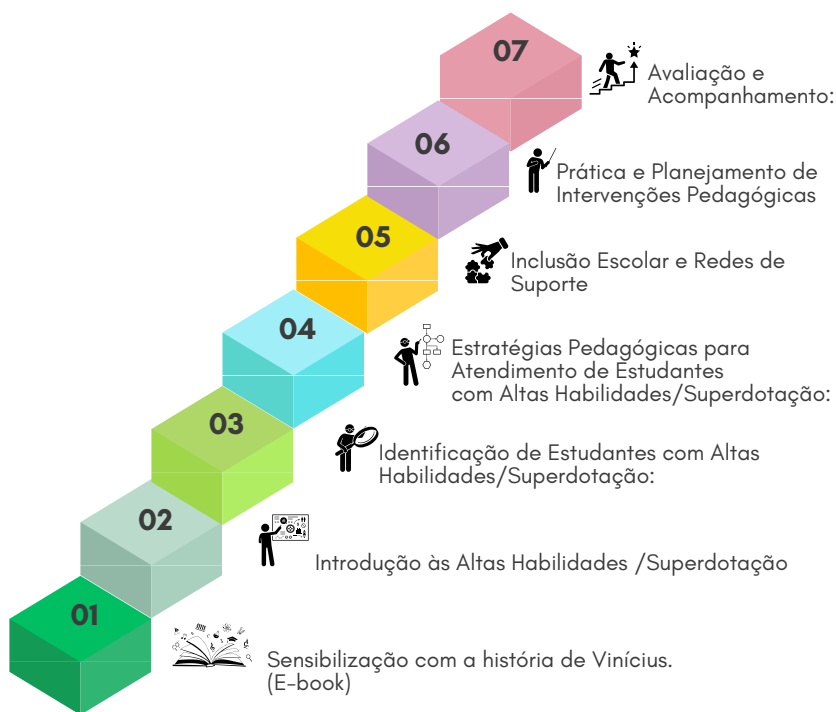 07
Avaliação e
Acompanhamento:
06
Prática e Planejamento de
Intervenções Pedagógicas
05
Inclusão Escolar e Redes de
Suporte
04
Estratégias Pedagógicas para
Atendimento de Estudantes
com Altas Habilidades/Superdotação:
03
Identificação de Estudantes com Altas
Habilidades/Superdotação:
02
Introdução às Altas Habilidades /Superdotação
01
Sensibilização com a história de Vinícius.
(E-book)